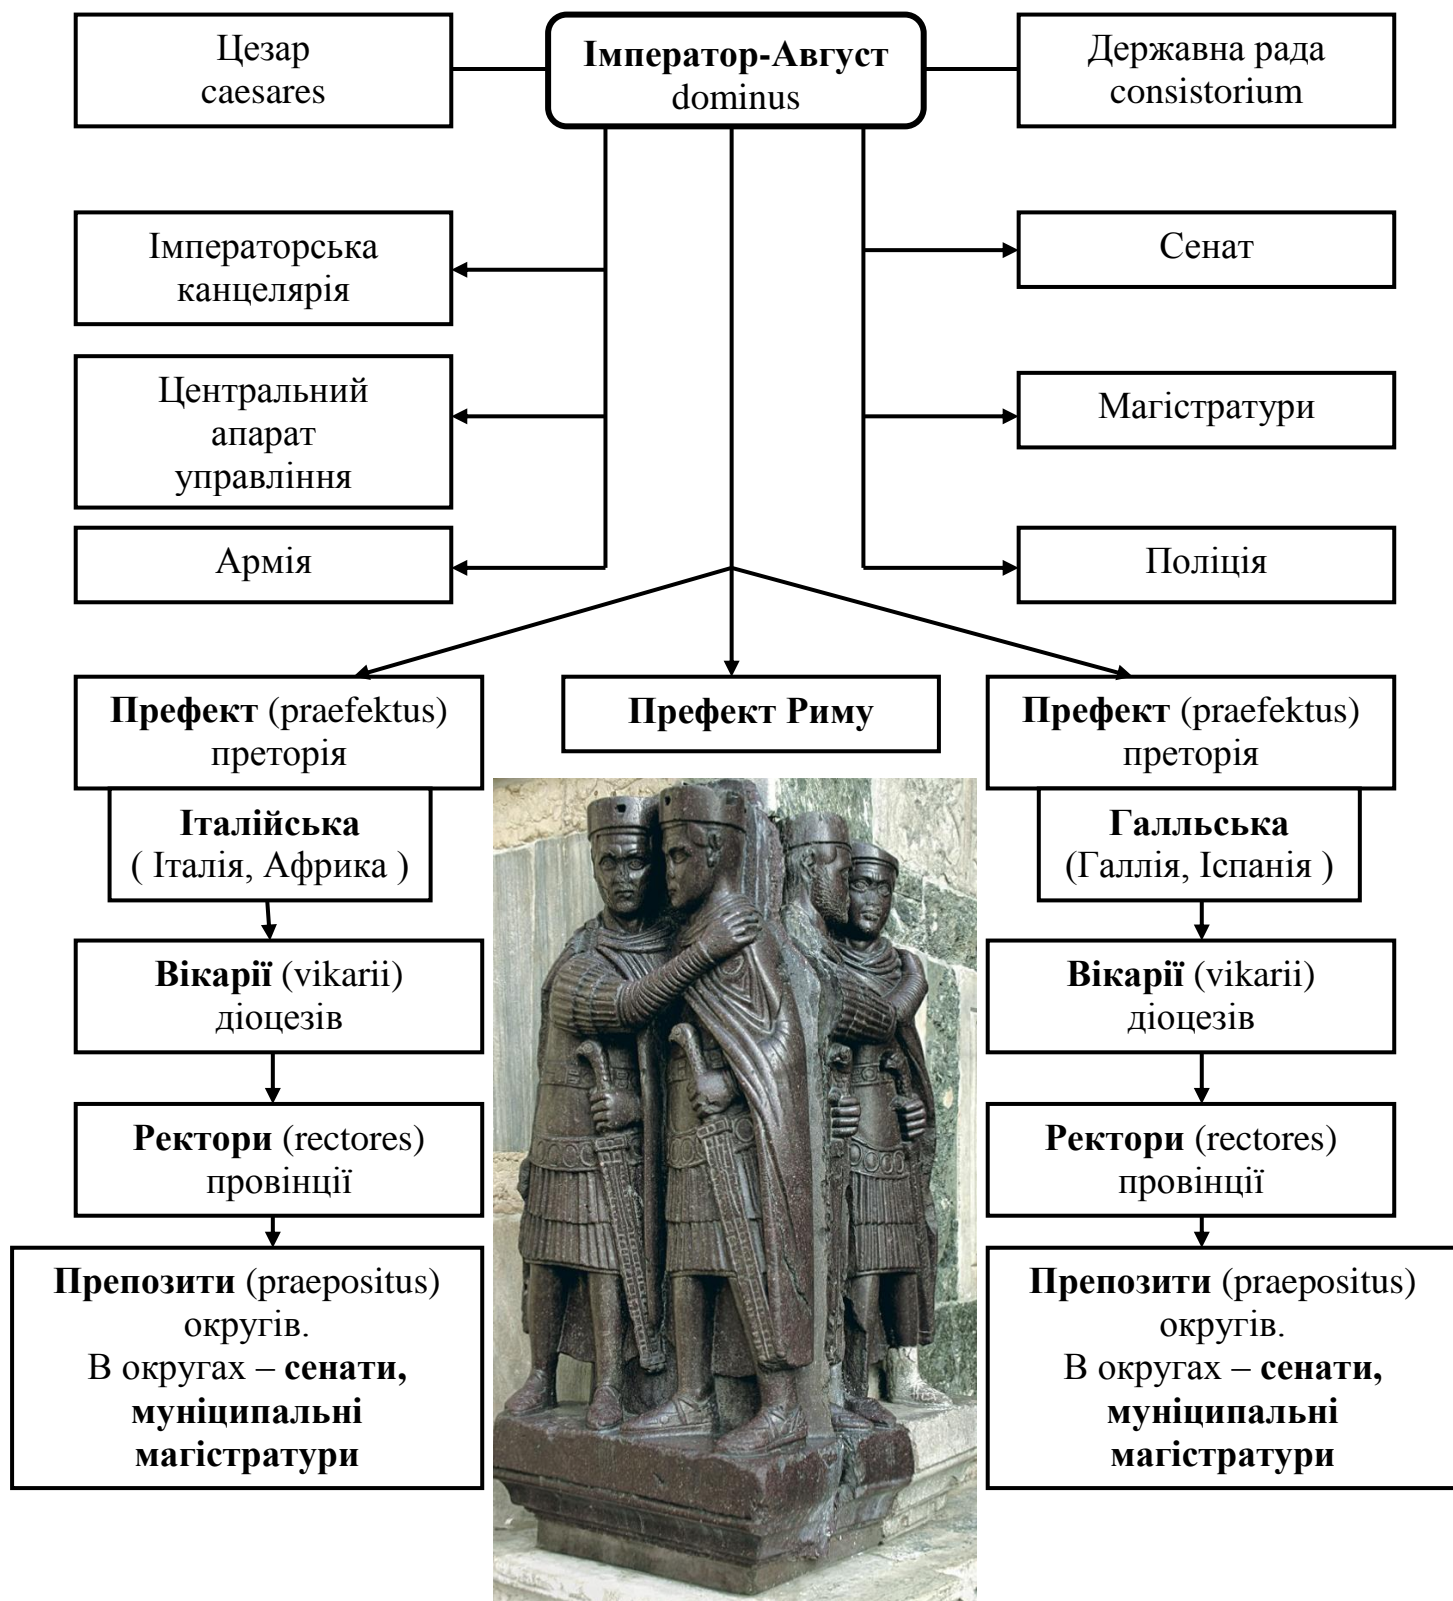 Цезар
caesares
Імператор-Август
dominus
Державна рада
consistorium
Імператорська
канцелярія
Сенат
Центральний
апарат
управління
Магістратури
Армія
Поліція
Префект (praefektus)
преторія
Префект Риму
Префект (praefektus)
преторія
Італійська
( Італія, Африка )
Галльська
(Галлія, Іспанія )
Вікарії (vikarii)
діоцезів
Вікарії (vikarii)
діоцезів
Ректори (rectores)
провінції
Ректори (rectores)
провінції
Препозити (praepositus)
округів.
В округах – сенати,
муніципальні
магістратури
Препозити (praepositus)
округів.
В округах – сенати,
муніципальні
магістратури